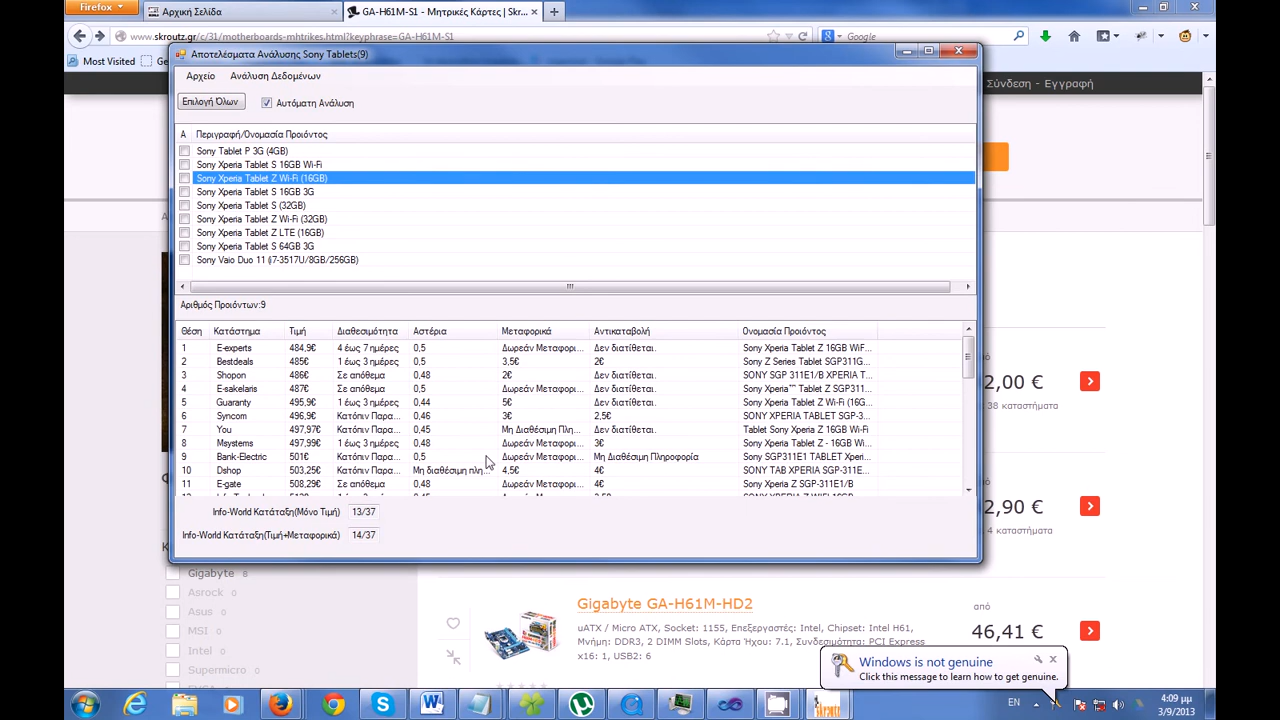 Firefox
Αρχική Σελίδα
GA-H61M-S1 - Μητρικές Κάρτες | Skr...
www.skroutz.gr/c/31/motherboards-mhtrikes.html?keyphrase=GA-H61M-S1
Google
Most Visited
Αποτελέσματα Ανάλυσης Sony Tablets(9)
Αρχείο Ανάλυση Δεδομένων
Σύνδεση - Εγγραφή
Επιλογή Όλων Αυτόματη Ανάλυση
Α Περιγραφή/Ονομασία Προιόντος
Sony Tablet P 3G (4GB)
Sony Xperia Tablet S 16GB Wi-Fi
Sony Xperia Tablet Z Wi-Fi (16GB)
Sony Xperia Tablet S 16GB 3G
Sony Xperia Tablet S (32GB)
Sony Xperia Tablet Z Wi-Fi (32GB)
Sony Xperia Tablet Z LTE (16GB)
Sony Xperia Tablet S 64GB 3G
Sony Vaio Duo 11 (i7-3517U/8GB/256GB)
Αριθμός Προιόντων:9
Θέση Κατάστημα Τιμή Διαθεσιμότητα Αστέρια Μεταφορικά Αντικαταβολή Ονομασία Προιόντος
1 E-experts 484,9€ 4 έως 7 ημέρες 0,5 Δωρεάν Μεταφορι... Δεν διατίθεται. Sony Xperia Tablet Z 16GB WiF...
2 Bestdeals 485€ 1 έως 3 ημέρες 0,5 3,5€ 2€ Sony Z Series Tablet SGP311G...
3 Shopon 486€ Σε απόθεμα 0,48 2€ Δεν διατίθεται. SONY SGP 311E1/B XPERIA T...
4 E-sakelaris 487€ Σε απόθεμα 0,5 Δωρεάν Μεταφορι... Δεν διατίθεται. Sony Xperia™ Tablet Z SGP311...
5 Guaranty 495,9€ 1 έως 3 ημέρες 0,44 5€ Δεν διατίθεται. Sony Xperia Tablet Z Wi-Fi (16GB)
6 Syncom 496,9€ Κατόπιν Παρα... 0,46 3€ 2,5€ SONY XPERIA TABLET SGP-3...
7 You 497,97€ Κατόπιν Παρα... 0,45 Μη Διαθέσιμη Πλη... Δεν διατίθεται. Tablet Sony Xperia Z 16GB Wi-Fi
8 Msystems 497,99€ 1 έως 3 ημέρες 0,48 Δωρεάν Μεταφορι... 3€ Sony Xperia Tablet Z - 16GB Wi...
9 Bank-Electric 501€ Κατόπιν Παρα... 0,5 Δωρεάν Μεταφορι... Μη Διαθέσιμη Πληροφορία Sony SGP311E1 TABLET Xperi...
10 Dshop 503,25€ Κατόπιν Παρα... Μη διαθέσιμη πλη... 4,5€ 4€ SONY TAB XPERIA SGP-311E...
11 E-gate 508,29€ Σε απόθεμα 0,48 Δωρεάν Μεταφορι... 4€ Sony Xperia Z SGP-311E1/B
Info-World Κατάταξη(Μόνο Τιμή) 13/37
Info-World Κατάταξη(Τιμή+Μεταφορικά) 14/37
2,00 €
38 καταστήματα
2,90 €
4 καταστήματα
Gigabyte 8
Asrock 0
Asus 0
MSI 0
Intel 0
Supermicro 0
Gigabyte GA-H61M-HD2
uATX / Micro ATX, Socket: 1155, Επεξεργαστές: Intel, Chipset: Intel H61,
Μνήμη: DDR3, 2 DIMM Slots, Κάρτα Ήχου: 7.1, Συνδεσιμότητα: PCI Express
x16: 1, USB2: 6
από
46,41 €
Windows is not genuine
Click this message to learn how to get genuine.
EN
4:09 μμ
3/9/2013